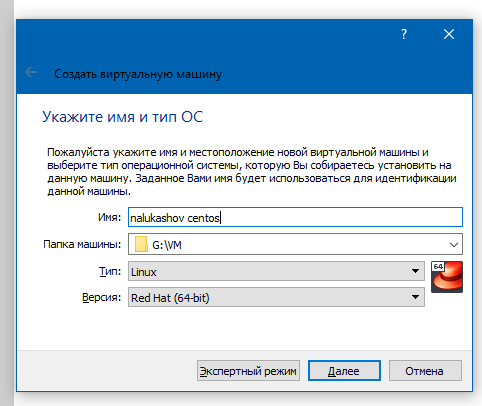 ?
Создать виртуальную машину
Укажите имя и тип ОС
Пожалуйста укажите имя и местоположение новой виртуальной машины и
выберите тип операционной системы, которую Вы собираетесь установить на
данную машину. Заданное Вами имя будет использоваться для идентификации
данной машины.
Имя: nalukashov centos
Папка машины: G:\VM
Тип: Linux
64
Версия: Red Hat (64-bit)
Экспертный режим Далее Отмена